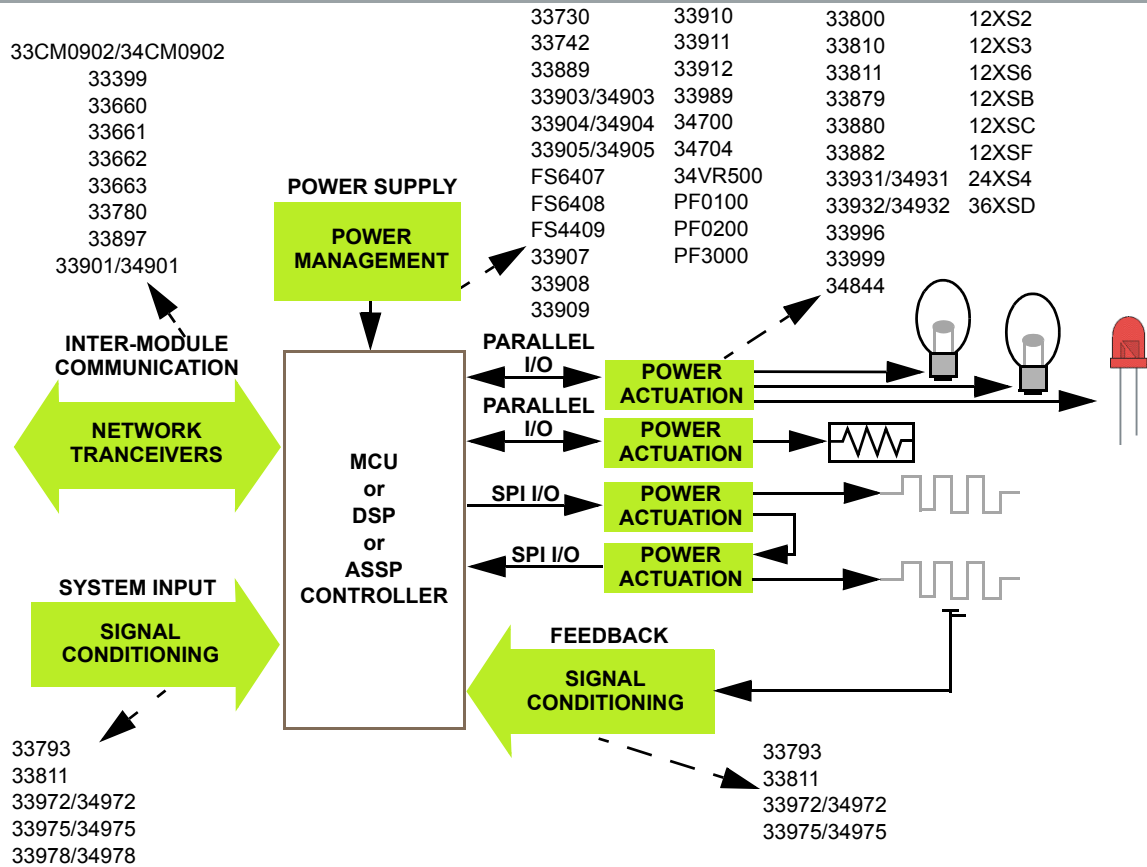 33CM0902/34CM0902
33399
33660
33661
33662
33663
33780
33897
33901/34901
33730
33742
33889
33903/34903
33904/34904
33905/34905
FS6407
FS6408
FS4409
33907
33908
33909
33910
33911
33912
33989
34700
34704
34VR500
PF0100
PF0200
PF3000
33800
33810
33811
33879
33880
33882
33931/34931
33932/34932
33996
33999
34844
12XS2
12XS3
12XS6
12XSB
12XSC
12XSF
24XS4
36XSD
POWER SUPPLY
POWER
MANAGEMENT
INTER-MODULE
COMMUNICATION
NETWORK
TRANCEIVERS
MCU
or
DSP
or
ASSP
CONTROLLER
PARALLEL
I/O
POWER
ACTUATION
PARALLEL
I/O
POWER
ACTUATION
SPI I/O
POWER
ACTUATION
SPI I/O
POWER
ACTUATION
SYSTEM INPUT
SIGNAL
CONDITIONING
FEEDBACK
SIGNAL
CONDITIONING
33793
33811
33972/34972
33975/34975
33978/34978
33793
33811
33972/34972
33975/34975